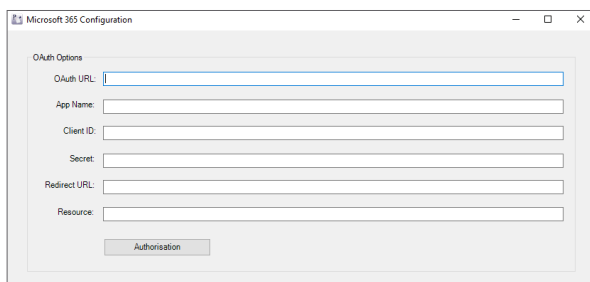 Microsoft 365 Configuration
OAuth Options
OAuth URL:
App Name:
Client ID:
Secret:
Redirect URL:
Resource:
Authorisation